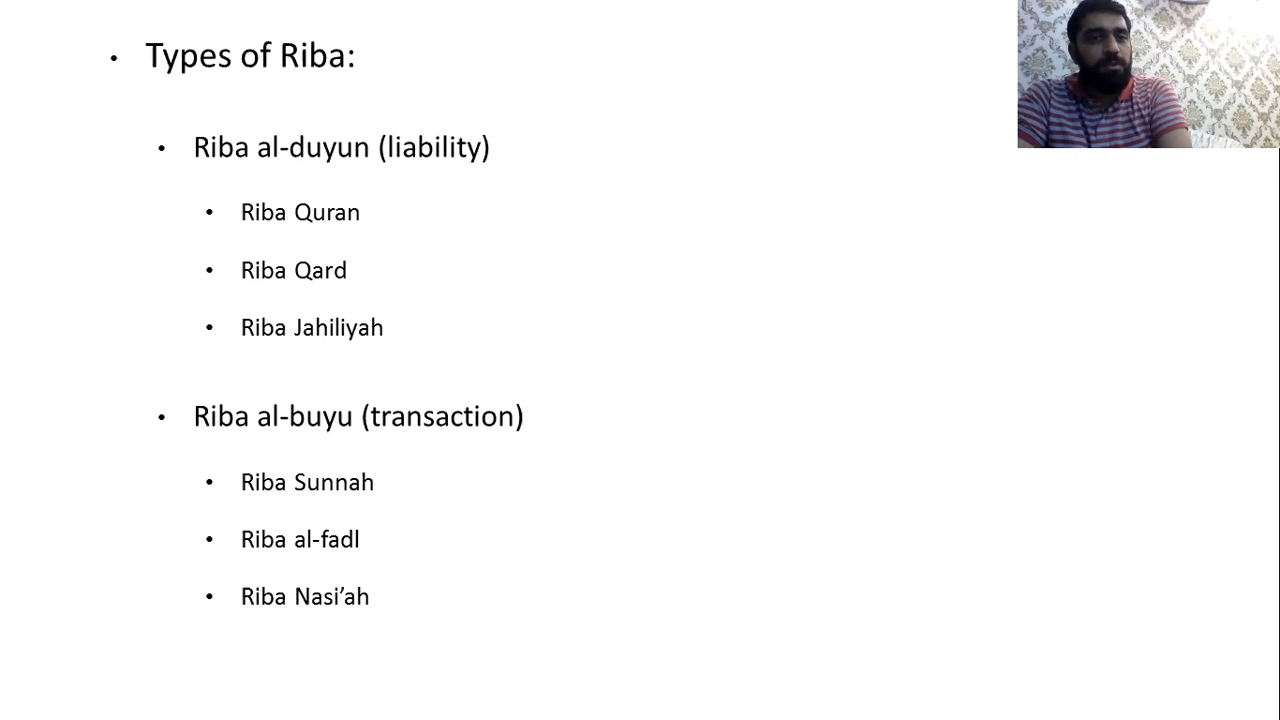 • Types of Riba:
• Riba al-duyun (liability)
• Riba Quran
• Riba Qard
• Riba Jahiliyah
• Riba al-buyu (transaction)
• Riba Sunnah
• Riba al-fadl
• Riba Nasi’ah